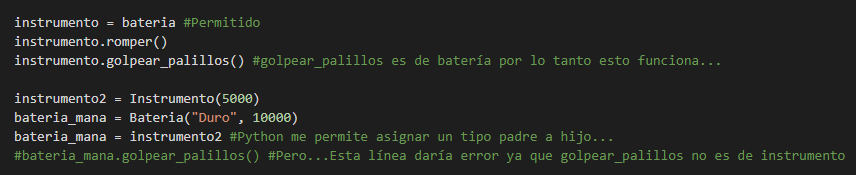 instrumento = bateria #Permitido
instrumento.romper()
instrumento.golpear_palillos() #golpear_palillos es de batería por lo tanto esto funciona...

instrumento2 = Instrumento(5000)
bateria_mana = Bateria("Duro", 10000)
bateria_mana = instrumento2 #Python me permite asignar un tipo padre a hijo...
#bateria_mana.golpear_palillos() #Pero...Esta línea daría error ya que golpear_palillos no es de instrumento